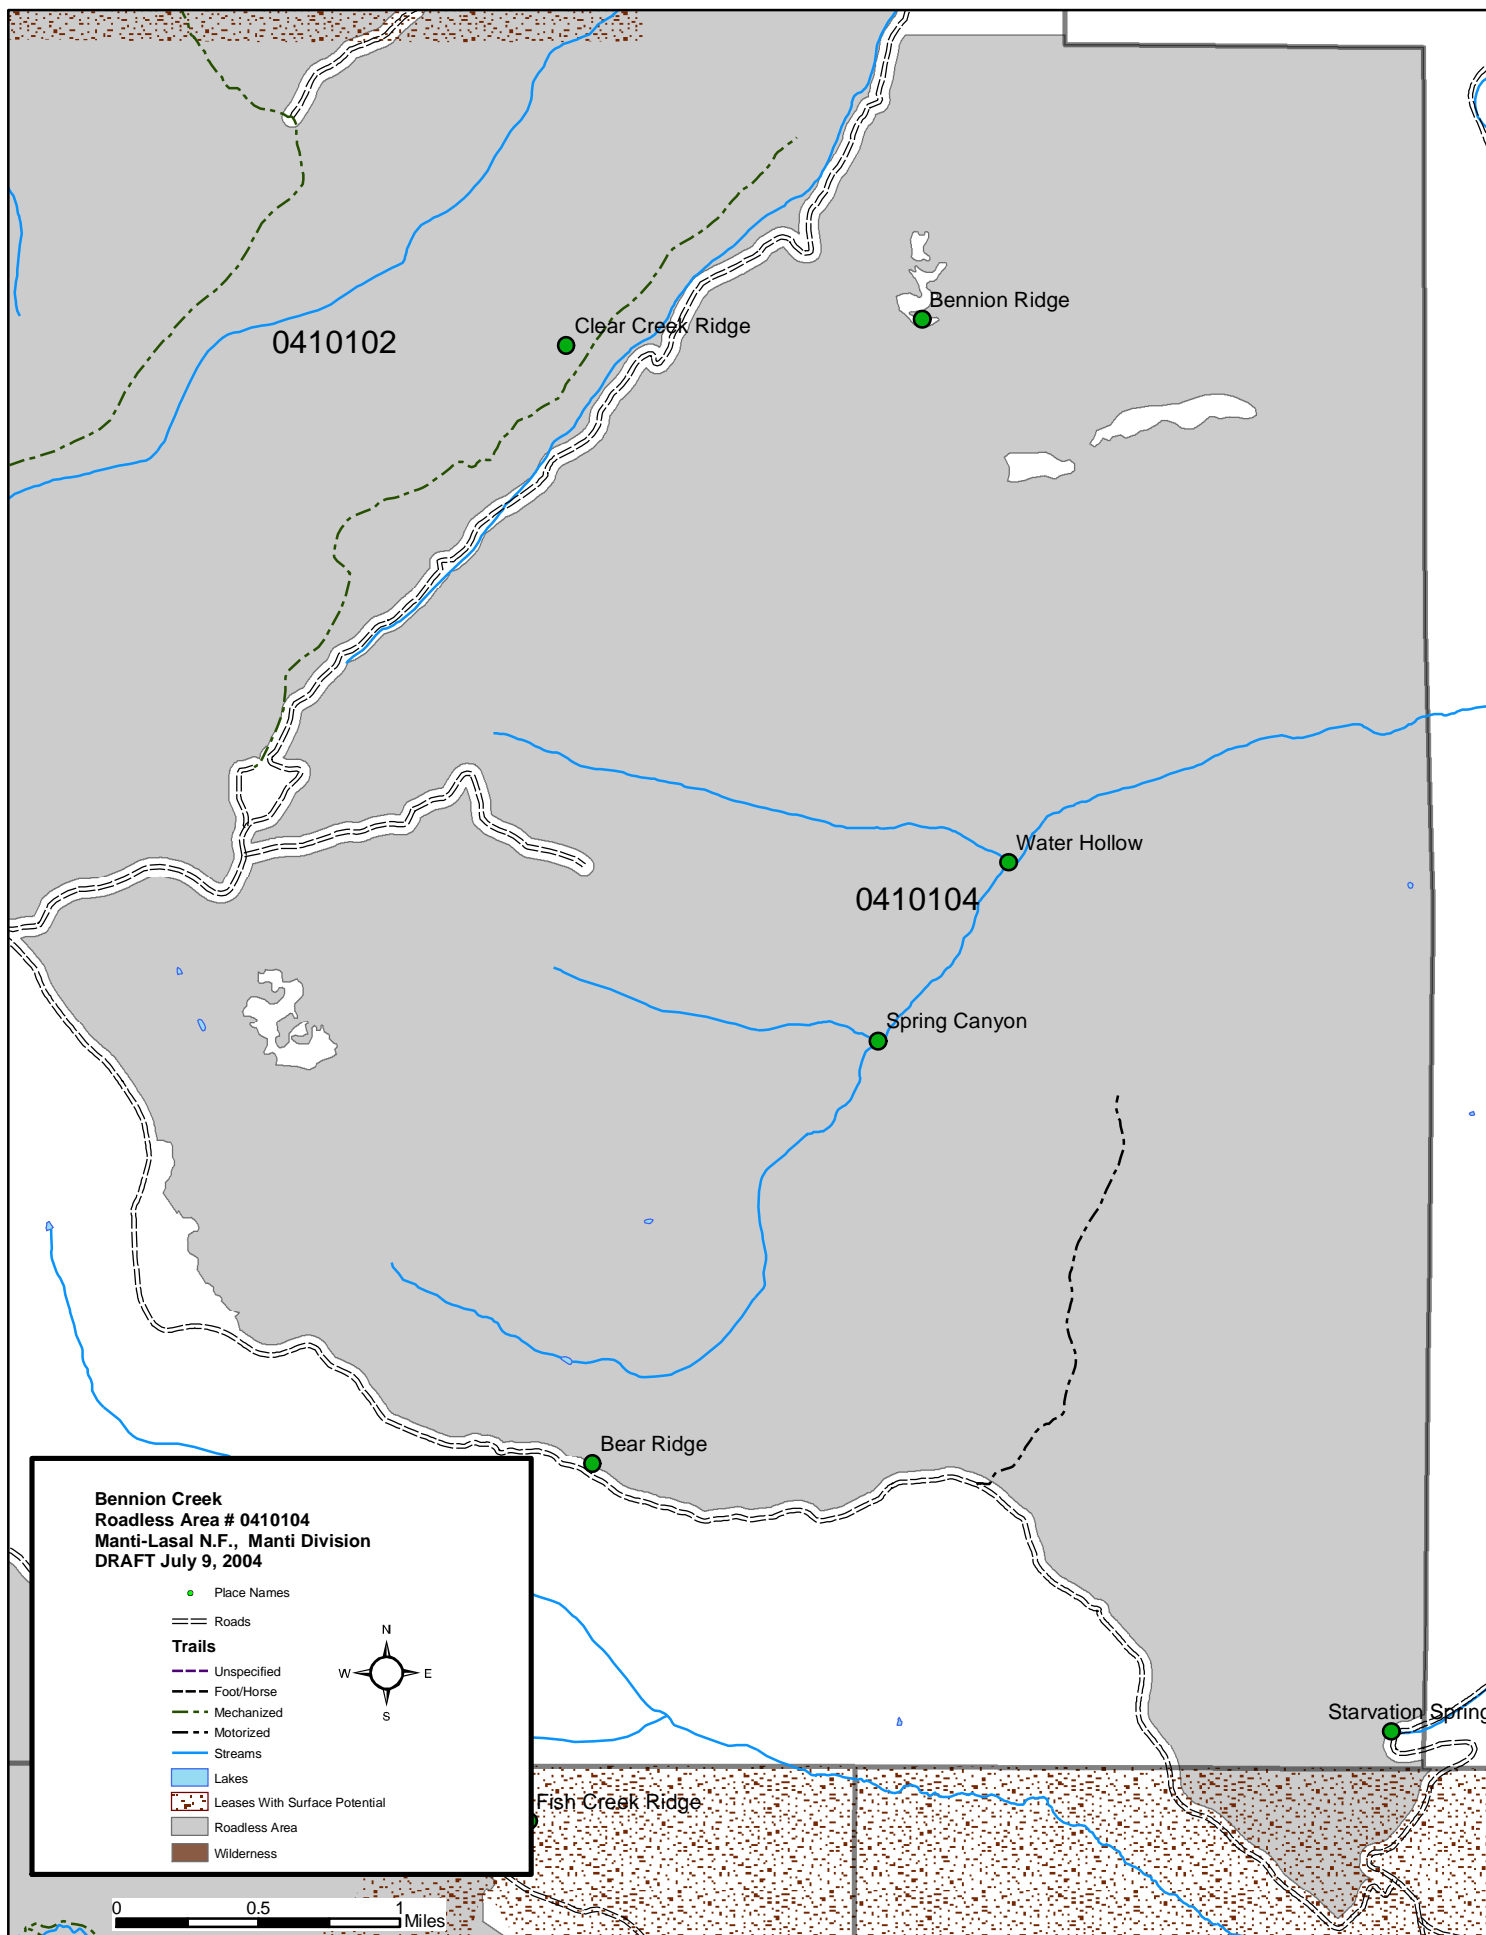 Bennion Ridge
Clear Creek Ridge
0410102
Water Hollow
0410104
Spring Canyon
Bear Ridge
Bennion Creek
Roadless Area # 0410104
Manti-Lasal N.F., Manti Division
DRAFT July 9, 2004
Place Names
Roads
Trails
Unspecified
Foot/Horse
Mechanized
Motorized
Streams
Lakes
Leases With Surface Potential
Roadless Area
Wilderness
N
W E
S
Starvation Spring
Fish Creek Ridge
0 0.5 1
Miles